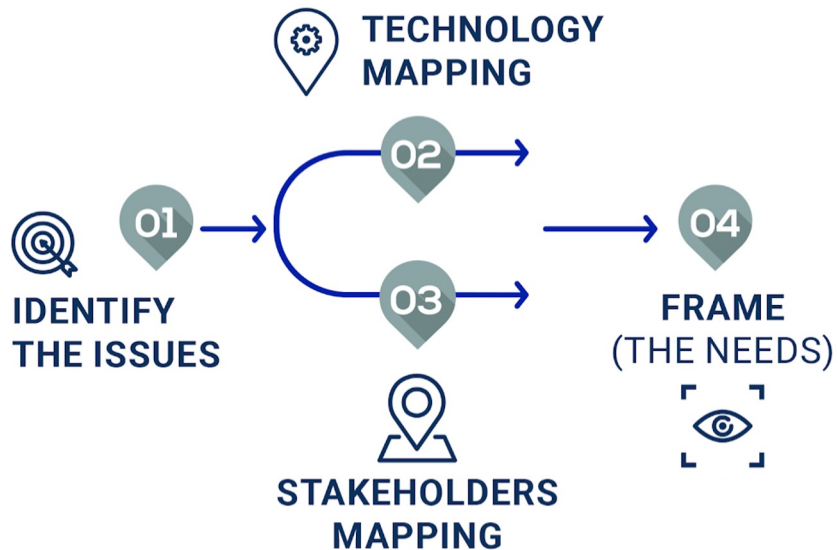 TECHNOLOGY
MAPPING
02
01
IDENTIFY
THE ISSUES
03
STAKEHOLDERS
MAPPING
04
FRAME
(THE NEEDS)